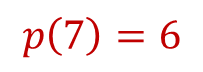 p(7) = 6